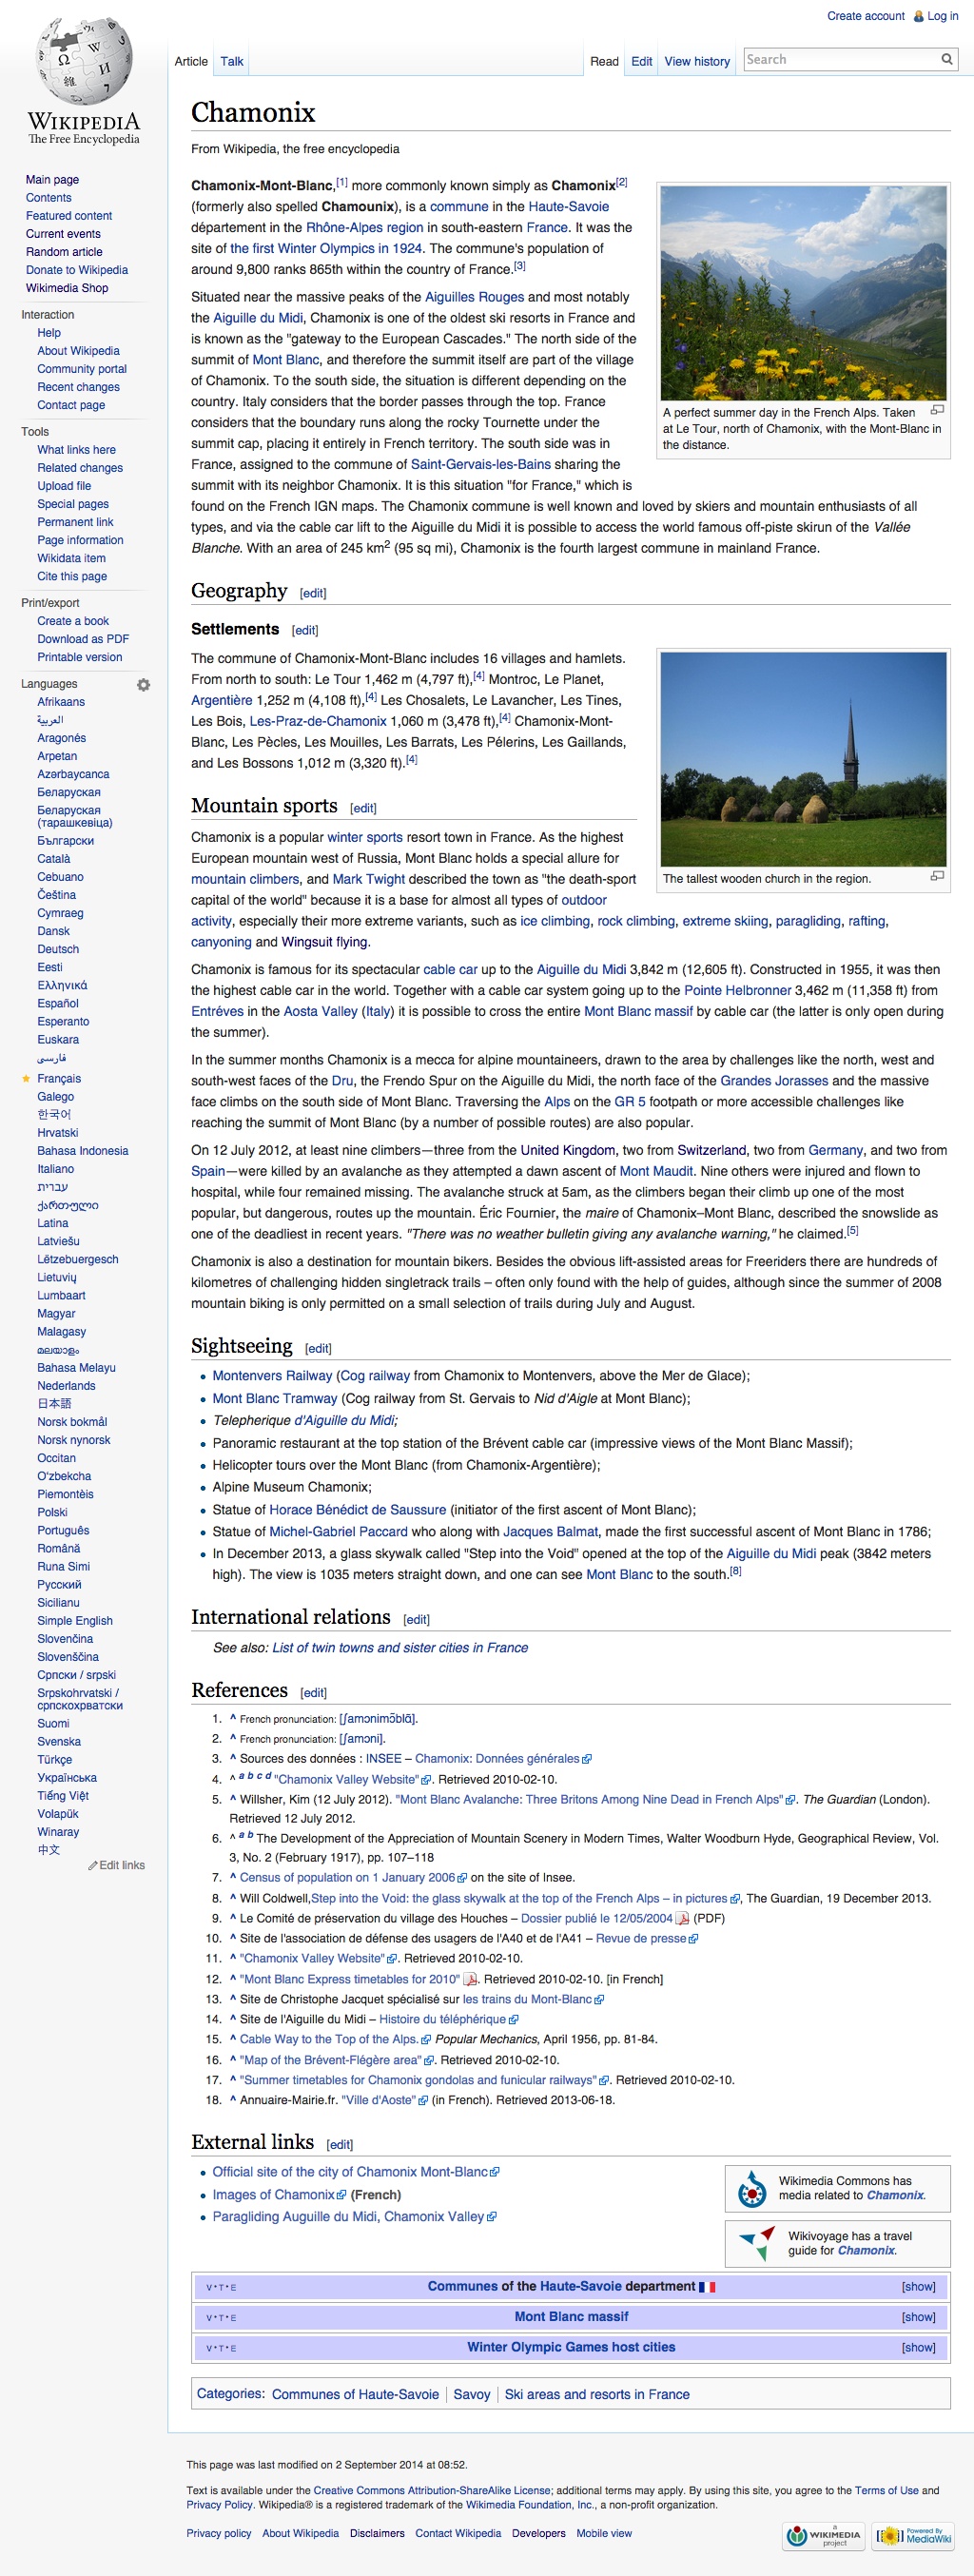 Create account Log in
Article Talk Read Edit View history Search
WIKIPEDIA
The Free Encyclopedia
Main page
Contents
Featured content
Current events
Random article
Donate to Wikipedia
Wikimedia Shop
Interaction
Help
About Wikipedia
Community portal
Recent changes
Contact page
Tools
What links here
Related changes
Upload file
Special pages
Permanent link
Page information
Wikidata item
Cite this page
Print/export
Create a book
Download as PDF
Printable version
Languages
Afrikaans
العربية
Aragonés
Arpetan
Azərbaycanca
Беларуская
Беларуская
(тарашкевіца)
Български
Català
Cebuano
Čeština
Cymraeg
Dansk
Deutsch
Eesti
Ελληνικά
Español
Esperanto
Euskara
فارسی
Français
Galego
한국어
Hrvatski
Bahasa Indonesia
Italiano
עברית
ქართული
Latina
Latviešu
Lëtzebuergesch
Lietuvių
Lumbaart
Magyar
Malagasy
മലയാളം
Bahasa Melayu
Nederlands
日本語
Norsk bokmål
Norsk nynorsk
Occitan
O'zbekcha
Piemontèis
Polski
Português
Română
Runa Simi
Русский
Sicilianu
Simple English
Slovenčina
Slovenščina
Српски / srpski
Srpskohrvatski /
српскохрватски
Suomi
Svenska
Türkçe
Українська
Tiếng Việt
Volapük
Winaray
中文
Edit links
Chamonix
From Wikipedia, the free encyclopedia
Chamonix-Mont-Blanc,[1] more commonly known simply as Chamonix[2]
(formerly also spelled Chamounix), is a commune in the Haute-Savoie
département in the Rhône-Alpes region in south-eastern France. It was the
site of the first Winter Olympics in 1924. The commune's population of
around 9,800 ranks 865th within the country of France.[3]
Situated near the massive peaks of the Aiguilles Rouges and most notably
the Aiguille du Midi, Chamonix is one of the oldest ski resorts in France and
is known as the "gateway to the European Cascades." The north side of the
summit of Mont Blanc, and therefore the summit itself are part of the village
of Chamonix. To the south side, the situation is different depending on the
country. Italy considers that the border passes through the top. France
considers that the boundary runs along the rocky Tournette under the
summit cap, placing it entirely in French territory. The south side was in
France, assigned to the commune of Saint-Gervais-les-Bains sharing the
summit with its neighbor Chamonix. It is this situation "for France," which is
found on the French IGN maps. The Chamonix commune is well known and loved by skiers and mountain enthusiasts of all
types, and via the cable car lift to the Aiguille du Midi it is possible to access the world famous off-piste skirun of the Vallée
Blanche. With an area of 245 km2 (95 sq mi), Chamonix is the fourth largest commune in mainland France.
A perfect summer day in the French Alps. Taken
at Le Tour, north of Chamonix, with the Mont-Blanc in
the distance.
Geography [edit]
Settlements [edit]
The commune of Chamonix-Mont-Blanc includes 16 villages and hamlets.
From north to south: Le Tour 1,462 m (4,797 ft),[4] Montroc, Le Planet,
Argentière 1,252 m (4,108 ft),[4] Les Chosalets, Le Lavancher, Les Tines,
Les Bois, Les-Praz-de-Chamonix 1,060 m (3,478 ft),[4] Chamonix-Mont-
Blanc, Les Pècles, Les Mouilles, Les Barrats, Les Pélerins, Les Gaillands,
and Les Bossons 1,012 m (3,320 ft).[4]
The tallest wooden church in the region.
Mountain sports [edit]
Chamonix is a popular winter sports resort town in France. As the highest
European mountain west of Russia, Mont Blanc holds a special allure for
mountain climbers, and Mark Twight described the town as "the death-sport
capital of the world" because it is a base for almost all types of outdoor
activity, especially their more extreme variants, such as ice climbing, rock climbing, extreme skiing, paragliding, rafting,
canyoning and Wingsuit flying.
Chamonix is famous for its spectacular cable car up to the Aiguille du Midi 3,842 m (12,605 ft). Constructed in 1955, it was then
the highest cable car in the world. Together with a cable car system going up to the Pointe Helbronner 3,462 m (11,358 ft) from
Entréves in the Aosta Valley (Italy) it is possible to cross the entire Mont Blanc massif by cable car (the latter is only open during
the summer).
In the summer months Chamonix is a mecca for alpine mountaineers, drawn to the area by challenges like the north, west and
south-west faces of the Dru, the Frendo Spur on the Aiguille du Midi, the north face of the Grandes Jorasses and the massive
face climbs on the south side of Mont Blanc. Traversing the Alps on the GR 5 footpath or more accessible challenges like
reaching the summit of Mont Blanc (by a number of possible routes) are also popular.
On 12 July 2012, at least nine climbers—three from the United Kingdom, two from Switzerland, two from Germany, and two from
Spain—were killed by an avalanche as they attempted a dawn ascent of Mont Maudit. Nine others were injured and flown to
hospital, while four remained missing. The avalanche struck at 5am, as the climbers began their climb up one of the most
popular, but dangerous, routes up the mountain. Éric Fournier, the maire of Chamonix–Mont Blanc, described the snowslide as
one of the deadliest in recent years. "There was no weather bulletin giving any avalanche warning," he claimed.[5]
Chamonix is also a destination for mountain bikers. Besides the obvious lift-assisted areas for Freeriders there are hundreds of
kilometres of challenging hidden singletrack trails – often only found with the help of guides, although since the summer of 2008
mountain biking is only permitted on a small selection of trails during July and August.
Sightseeing [edit]
Montenvers Railway (Cog railway from Chamonix to Montenvers, above the Mer de Glace);
Mont Blanc Tramway (Cog railway from St. Gervais to Nid d'Aigle at Mont Blanc);
Telepherique d'Aiguille du Midi;
Panoramic restaurant at the top station of the Brévent cable car (impressive views of the Mont Blanc Massif);
Helicopter tours over the Mont Blanc (from Chamonix-Argentière);
Alpine Museum Chamonix;
Statue of Horace Bénédict de Saussure (initiator of the first ascent of Mont Blanc);
Statue of Michel-Gabriel Paccard who along with Jacques Balmat, made the first successful ascent of Mont Blanc in 1786;
In December 2013, a glass skywalk called "Step into the Void" opened at the top of the Aiguille du Midi peak (3842 meters
high). The view is 1035 meters straight down, and one can see Mont Blanc to the south.[8]
International relations [edit]
See also: List of twin towns and sister cities in France
References [edit]
1. ^ French pronunciation: [ʃamɔnimɔ̃blɑ̃].
2. ^ French pronunciation: [ʃamɔni].
3. ^ Sources des données : INSEE – Chamonix: Données générales
4. ^ a b c d "Chamonix Valley Website". Retrieved 2010-02-10.
5. ^ Willsher, Kim (12 July 2012). "Mont Blanc Avalanche: Three Britons Among Nine Dead in French Alps". The Guardian (London).
Retrieved 12 July 2012.
6. ^ a b The Development of the Appreciation of Mountain Scenery in Modern Times, Walter Woodburn Hyde, Geographical Review, Vol.
3, No. 2 (February 1917), pp. 107–118
7. ^ Census of population on 1 January 2006 on the site of Insee.
8. ^ Will Coldwell,Step into the Void: the glass skywalk at the top of the French Alps – in pictures, The Guardian, 19 December 2013.
9. ^ Le Comité de préservation du village des Houches – Dossier publié le 12/05/2004 (PDF)
10. ^ Site de l'association de défense des usagers de l'A40 et de l'A41 – Revue de presse
11. ^ "Chamonix Valley Website". Retrieved 2010-02-10.
12. ^ "Mont Blanc Express timetables for 2010". Retrieved 2010-02-10. [in French]
13. ^ Site de Christophe Jacquet spécialisé sur les trains du Mont-Blanc
14. ^ Site de l'Aiguille du Midi – Histoire du téléphérique
15. ^ Cable Way to the Top of the Alps. Popular Mechanics, April 1956, pp. 81-84.
16. ^ "Map of the Brévent-Flégère area". Retrieved 2010-02-10.
17. ^ "Summer timetables for Chamonix gondolas and funicular railways". Retrieved 2010-02-10.
18. ^ Annuaire-Mairie.fr. "Ville d'Aoste" (in French). Retrieved 2013-06-18.
External links [edit]
Official site of the city of Chamonix Mont-Blanc
Images of Chamonix (French)
Paragliding Auguille du Midi, Chamonix Valley
Wikimedia Commons has
media related to Chamonix.
Wikivoyage has a travel
guide for Chamonix.
V · T · E Communes of the Haute-Savoie department [show]
V · T · E Mont Blanc massif [show]
V · T · E Winter Olympic Games host cities [show]
Categories: Communes of Haute-Savoie | Savoy | Ski areas and resorts in France
This page was last modified on 2 September 2014 at 08:52.
Text is available under the Creative Commons Attribution-ShareAlike License; additional terms may apply. By using this site, you agree to the Terms of Use and
Privacy Policy. Wikipedia® is a registered trademark of the Wikimedia Foundation, Inc., a non-profit organization.
Privacy policy About Wikipedia Disclaimers Contact Wikipedia Developers Mobile view
a WIKIMEDIA project
Powered By MediaWiki